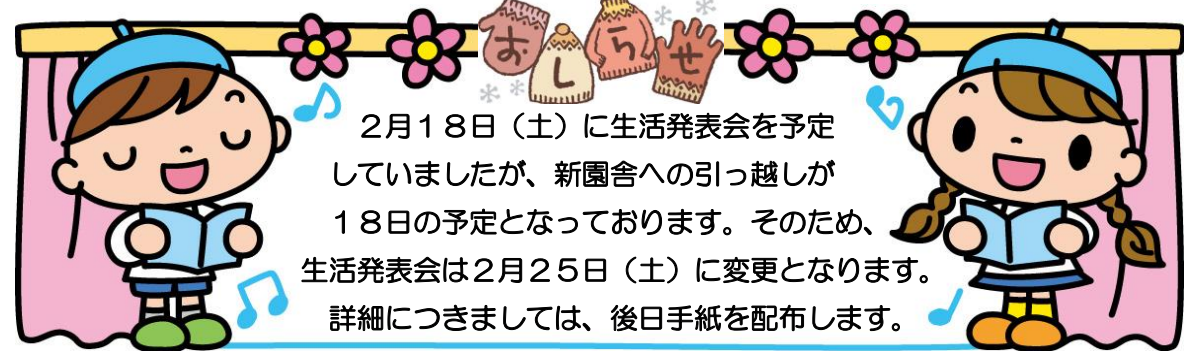 おしらせ
２月１８日（土）に生活発表会を予定
していましたが、新園舎への引っ越しが
１８日の予定となっております。そのため、
生活発表会は２月２５日（土）に変更となります。
詳細につきましては、後日手紙を配布します。